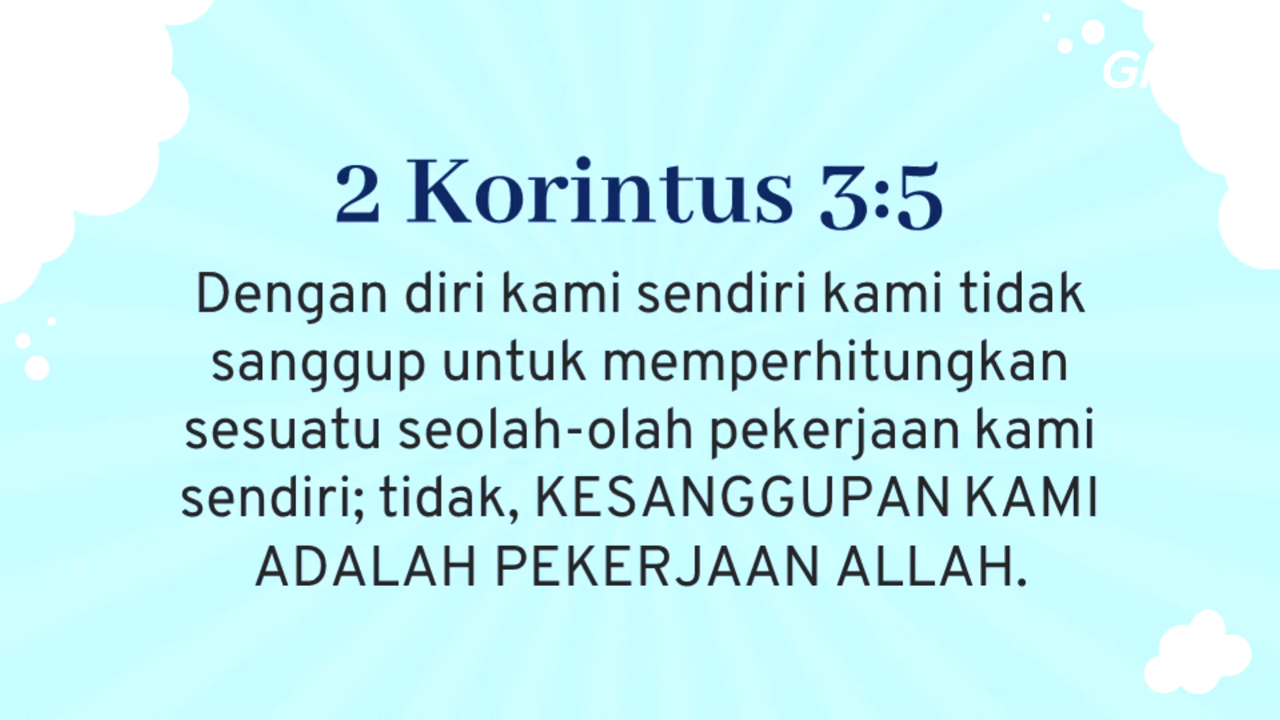 2 Korintus 3:5
Dengan diri kami sendiri kami tidak
sanggup untuk memperhitungkan
sesuatu seolah-olah pekerjaan kami
sendiri; tidak, KESANGGUPAN KAMI
ADALAH PEKERJAAN ALLAH.